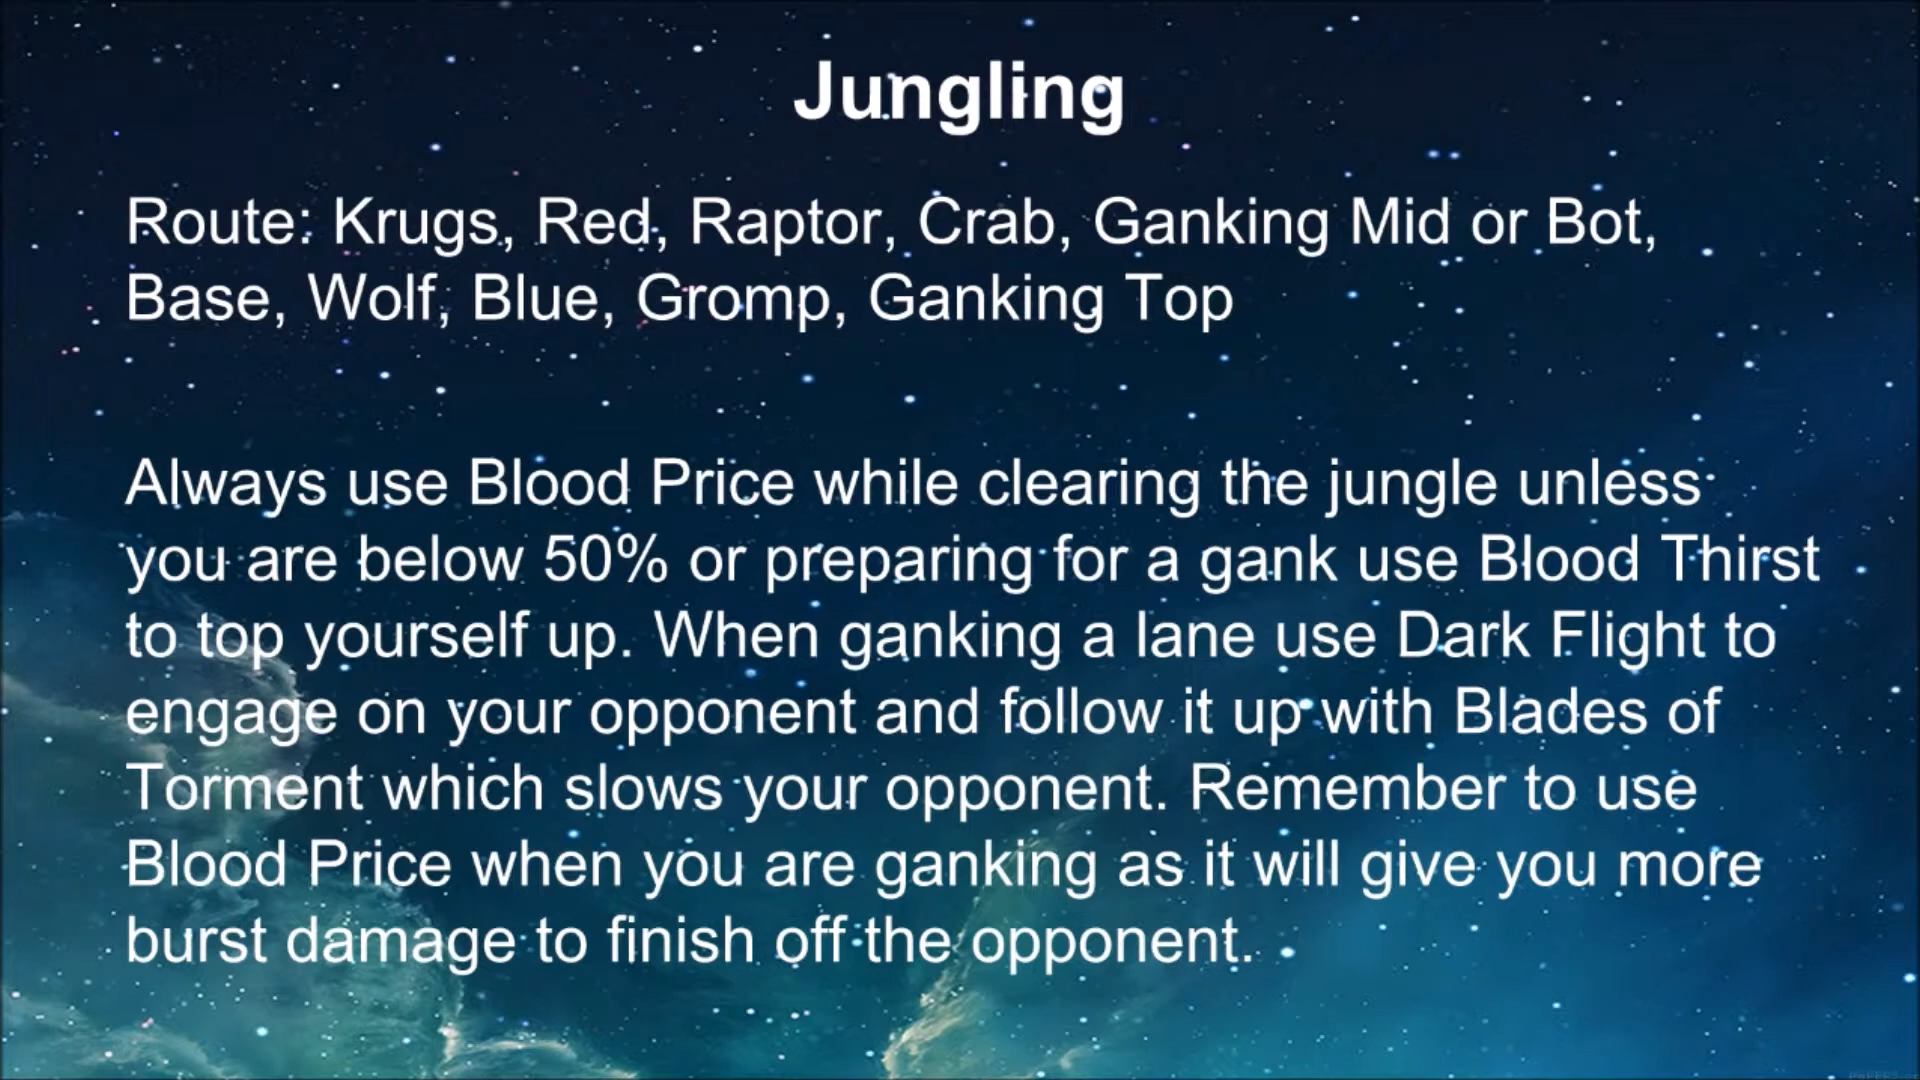 Jungling
Route: Krugs, Red, Raptor, Crab, Ganking Mid or Bot,
Base, Wolf, Blue, Gromp, Ganking Top
Always use Blood Price while clearing the jungle unless
you are below 50% or preparing for a gank use Blood Thirst
to top yourself up. When ganking a lane use Dark Flight to
engage on your opponent and follow it up with Blades of
Torment which slows your opponent. Remember to use
Blood Price when you are ganking as it will give you more
burst damage to finish off the opponent.